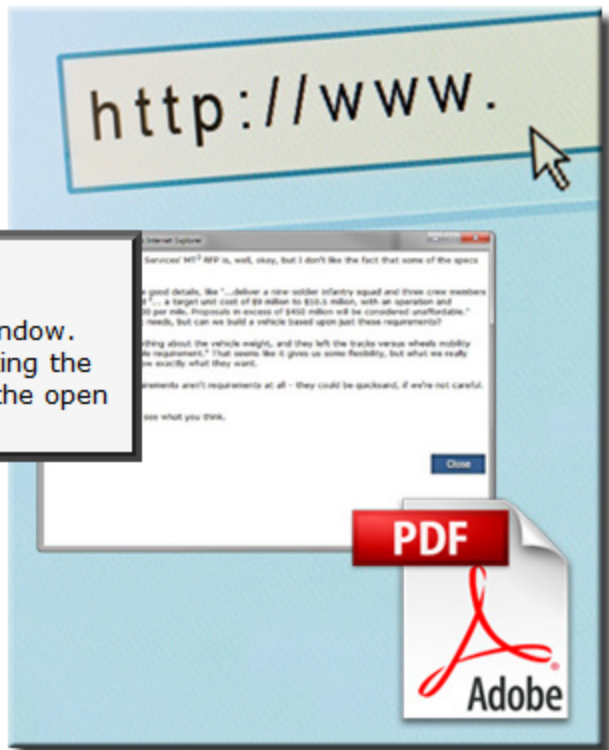 http://www.
Internet Explorer
Services' MT² RFP is, well, okay, but I don't like the fact that some of the specs
good details, like "...deliver a nine-soldier infantry squad and three crew members
"... a target unit cost of $9 million to $10.5 million, with an operation and
per mile. Proposals in excess of $450 million will be considered unaffordable."
needs, but can we build a vehicle based upon just these requirements?
ndow.
ing the
the open
thing about the vehicle weight, and they left the tracks versus wheels mobility
requirement." That seems like it gives us some flexibility, but what we really
exactly what they want.
aren't requirements at all - they could be quicksand, if we're not careful.
see what you think.
Close
PDF
Adobe